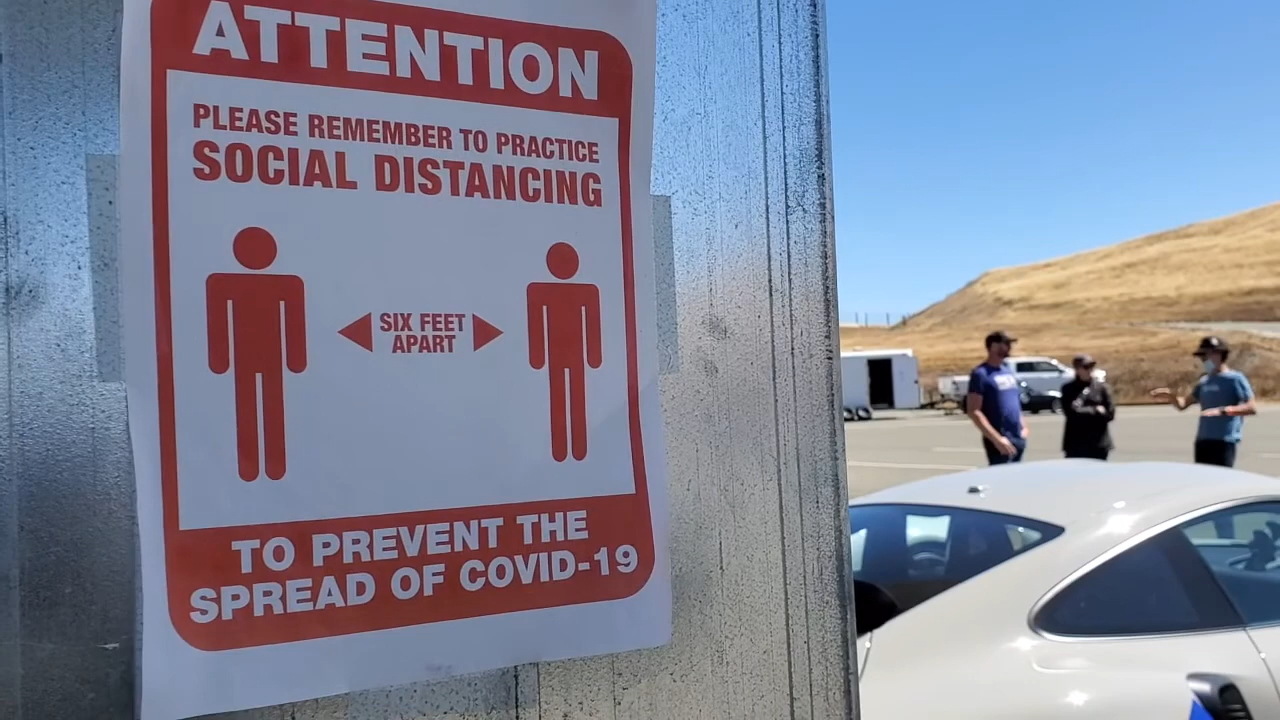 ATTENTION
PLEASE REMEMBER TO PRACTICE
SOCIAL DISTANCING
SIX FEET
APART
TO PREVENT THE
SPREAD OF COVID-19